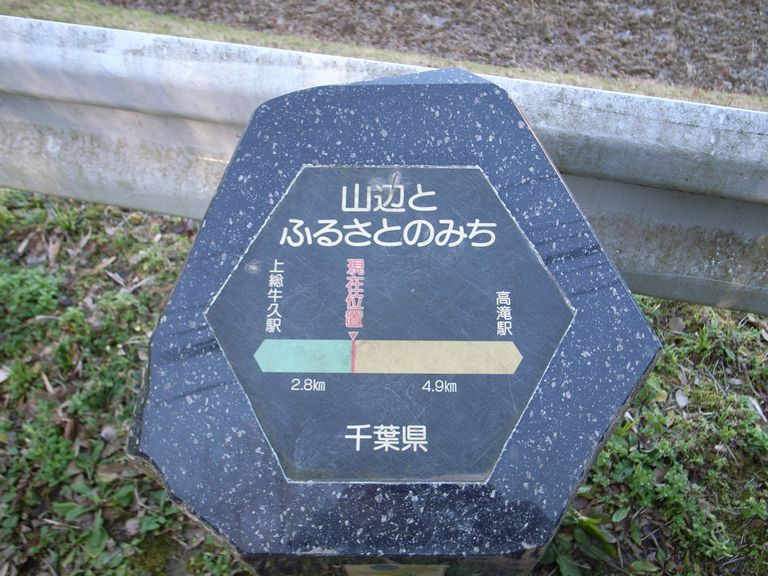 山辺と
ふるさとのみち
上総牛久駅
現在位置
高滝駅
2.8km
4.9km
千葉県